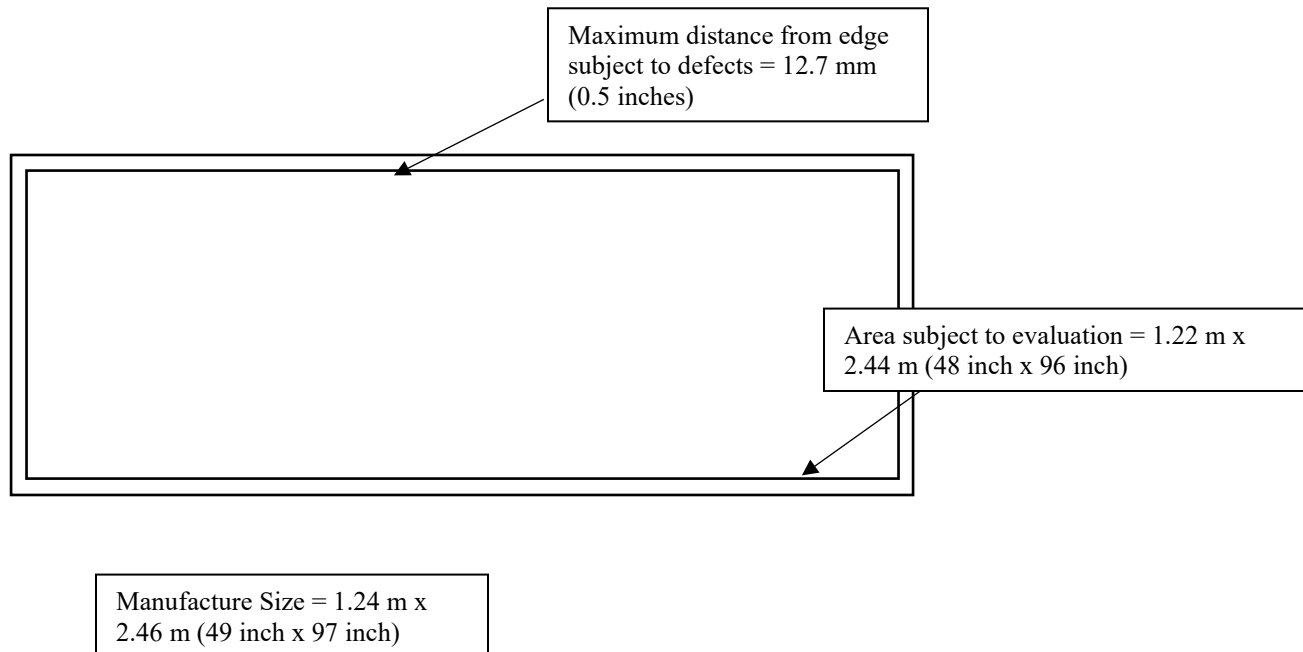 Maximum distance from edge
subject to defects = 12.7 mm
(0.5 inches)
Area subject to evaluation = 1.22 m x
2.44 m (48 inch x 96 inch)
Manufacture Size = 1.24 m x
2.46 m (49 inch x 97 inch)